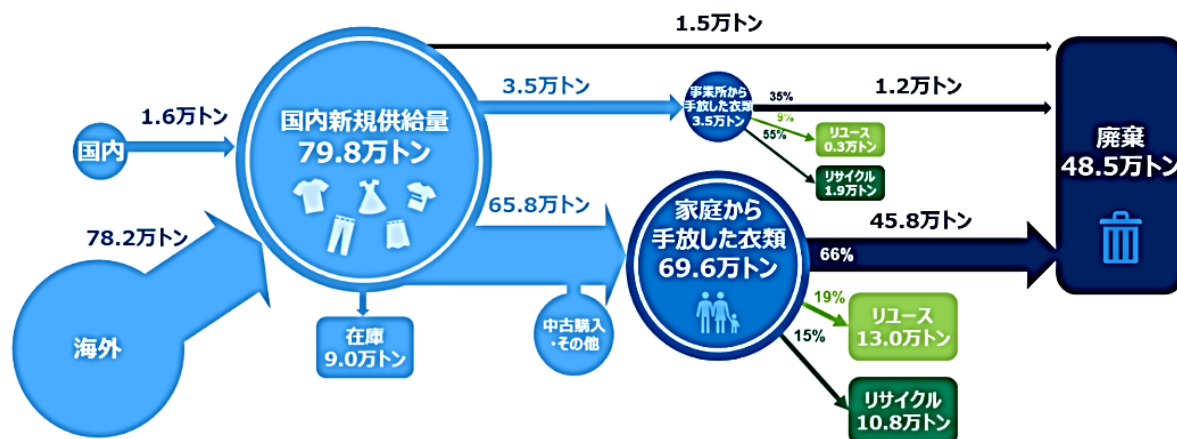 1.5万トン
1.6万トン
国内
国内新規供給量
79.8万トン
3.5万トン
事業所から
手放した衣類
3.5万トン
35%
1.2万トン
9%
55%
リユース
0.3万トン
リサイクル
1.9万トン
廃棄
48.5万トン
78.2万トン
海外
在庫
9.0万トン
65.8万トン
中古購入
・その他
家庭から
手放した衣類
69.6万トン
45.8万トン
66%
19%
リユース
13.0万トン
15%
リサイクル
10.8万トン